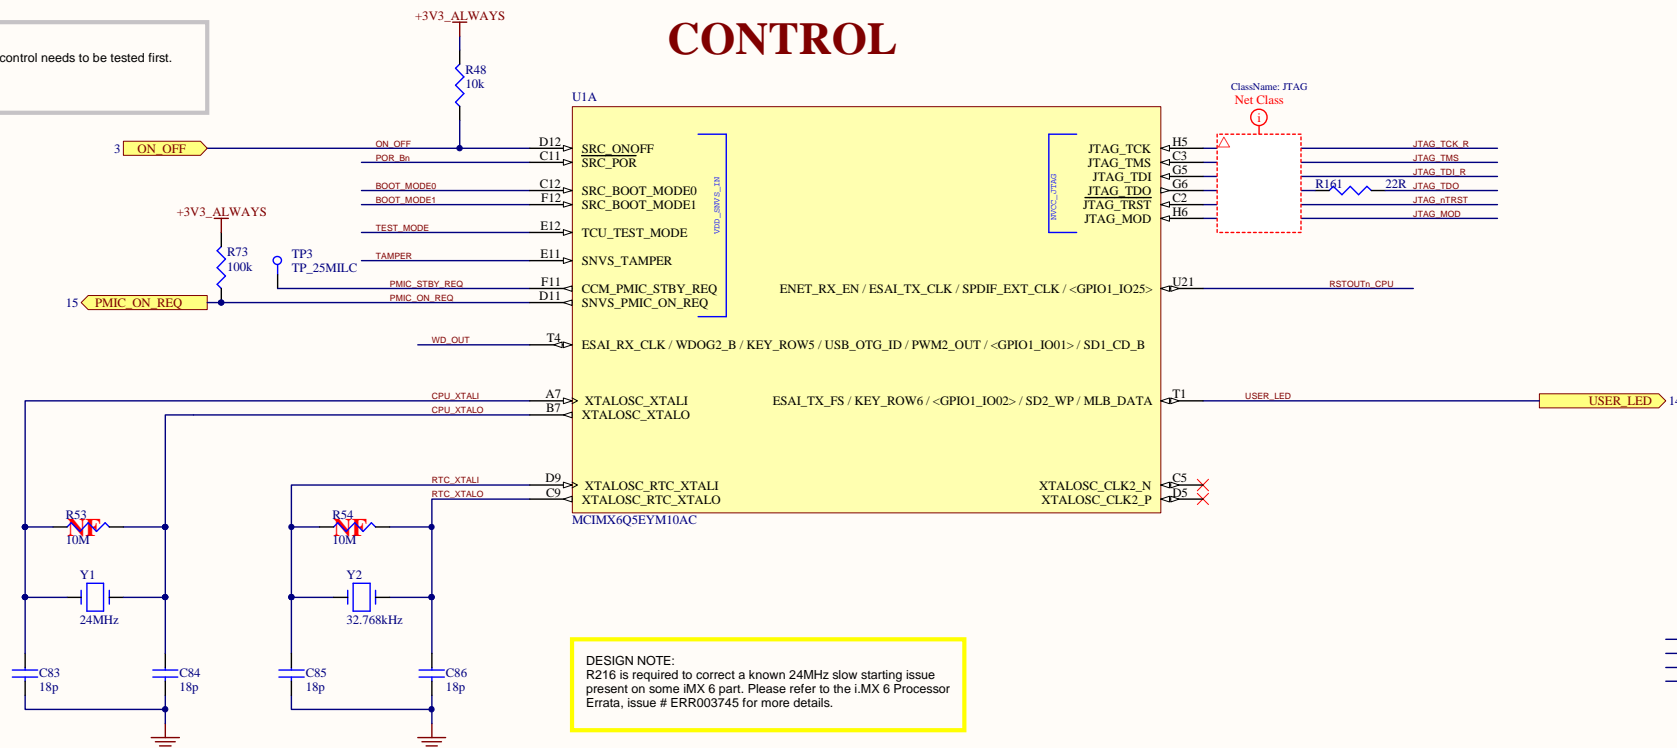 CONTROL
control needs to be tested first.
+3V3_ALWAYS
R48
10k
U1A
3 ON_OFF
ON_OFF
D12
SRC_ONOFF
POR_Bn
C11
SRC_POR
BOOT_MODE0
C12
SRC_BOOT_MODE0
BOOT_MODE1
F12
SRC_BOOT_MODE1
TEST_MODE
E12
TCU_TEST_MODE
TAMPER
E11
SNVS_TAMPER
+3V3_ALWAYS
R73
100k
TP3
TP_25MILC
PMIC_STBY_REQ
F11
CCM_PMIC_STBY_REQ
15 PMIC_ON_REQ
PMIC_ON_REQ
D11
SNVS_PMIC_ON_REQ
VDD_SNVS_IN
WD_OUT
T4
ESAI_RX_CLK / WDOG2_B / KEY_ROW5 / USB_OTG_ID / PWM2_OUT / <GPIO1_IO01> / SD1_CD_B
CPU_XTALI
A7
XTALOSC_XTALI
CPU_XTALO
B7
XTALOSC_XTALO
RTC_XTALI
D9
XTALOSC_RTC_XTALI
RTC_XTALO
C9
XTALOSC_RTC_XTALO
MCIMX6Q5EYM10AC
NVCC_JTAG
JTAG_TCK
H5
JTAG_TCK_R
JTAG_TMS
C3
JTAG_TMS
JTAG_TDI
G5
JTAG_TDI_R
JTAG_TDO
G6
R161
22R
JTAG_TDO
JTAG_TRST
C2
JTAG_nTRST
JTAG_MOD
H6
JTAG_MOD
ClassName: JTAG
Net Class
i
ENET_RX_EN / ESAI_TX_CLK / SPDIF_EXT_CLK / <GPIO1_IO25>
U21
RSTOUTn_CPU
ESAI_TX_FS / KEY_ROW6 / <GPIO1_IO02> / SD2_WP / MLB_DATA
T1
USER_LED
USER_LED
XTALOSC_CLK2_N
C5
XTALOSC_CLK2_P
D5
R53
NF
10M
Y1
24MHz
C83
18p
C84
18p
R54
NF
10M
Y2
32.768kHz
C85
18p
C86
18p
DESIGN NOTE:
R216 is required to correct a known 24MHz slow starting issue
present on some iMX 6 part. Please refer to the i.MX 6 Processor
Errata, issue # ERR003745 for more details.